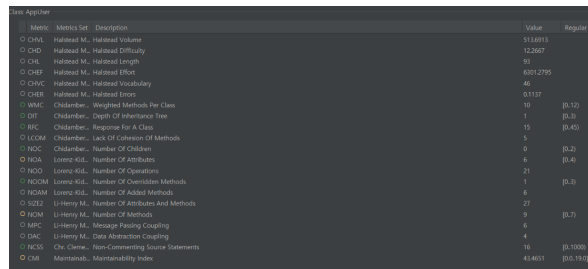 Class: AppUser
Metric Metrics Set Description Value Regular
CHVL Halstead M... Halstead Volume 513.6913
CHD Halstead M... Halstead Difficulty 12.2667
CHL Halstead M... Halstead Length 93
CHEF Halstead M... Halstead Effort 6301.2795
CHVC Halstead M... Halstead Vocabulary 46
CHER Halstead M... Halstead Errors 0.1137
WMC Chidamber... Weighted Methods Per Class 10 [0..12)
DIT Chidamber... Depth Of Inheritance Tree 1 [0..3)
RFC Chidamber... Response For A Class 15 [0..45)
LCOM Chidamber... Lack Of Cohesion Of Methods 5
NOC Chidamber... Number Of Children 0 [0..2)
NOA Lorenz-Kid... Number Of Attributes 6 [0..4)
NOO Lorenz-Kid... Number Of Operations 21
NOOM Lorenz-Kid... Number Of Overridden Methods 1 [0..3)
NOAM Lorenz-Kid... Number Of Added Methods 6
SIZE2 Li-Henry M... Number Of Attributes And Methods 27
NOM Li-Henry M... Number Of Methods 9 [0..7)
MPC Li-Henry M... Message Passing Coupling 6
DAC Li-Henry M... Data Abstraction Coupling 4
NCSS Chr. Cleme... Non-Commenting Source Statements 16 [0..1000)
CMI Maintainab... Maintainability Index 43.4651 [0.0..19.0]